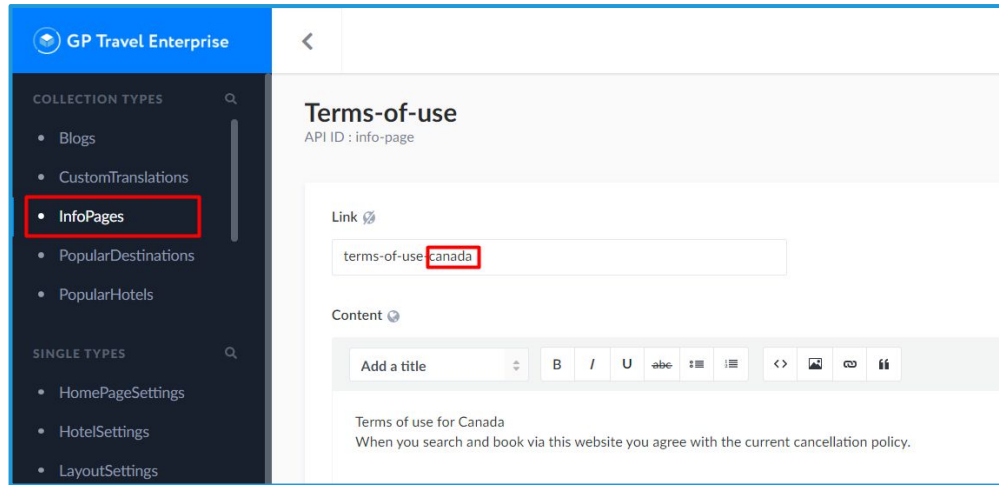 GP Travel Enterprise
COLLECTION TYPES
Blogs
CustomTranslations
InfoPages
PopularDestinations
PopularHotels
SINGLE TYPES
HomePageSettings
HotelSettings
LayoutSettings
Terms-of-use
API ID : info-page
Link
terms-of-use-canada
Content
Add a title
B I U abc
Terms of use for Canada
When you search and book via this website you agree with the current cancellation policy.